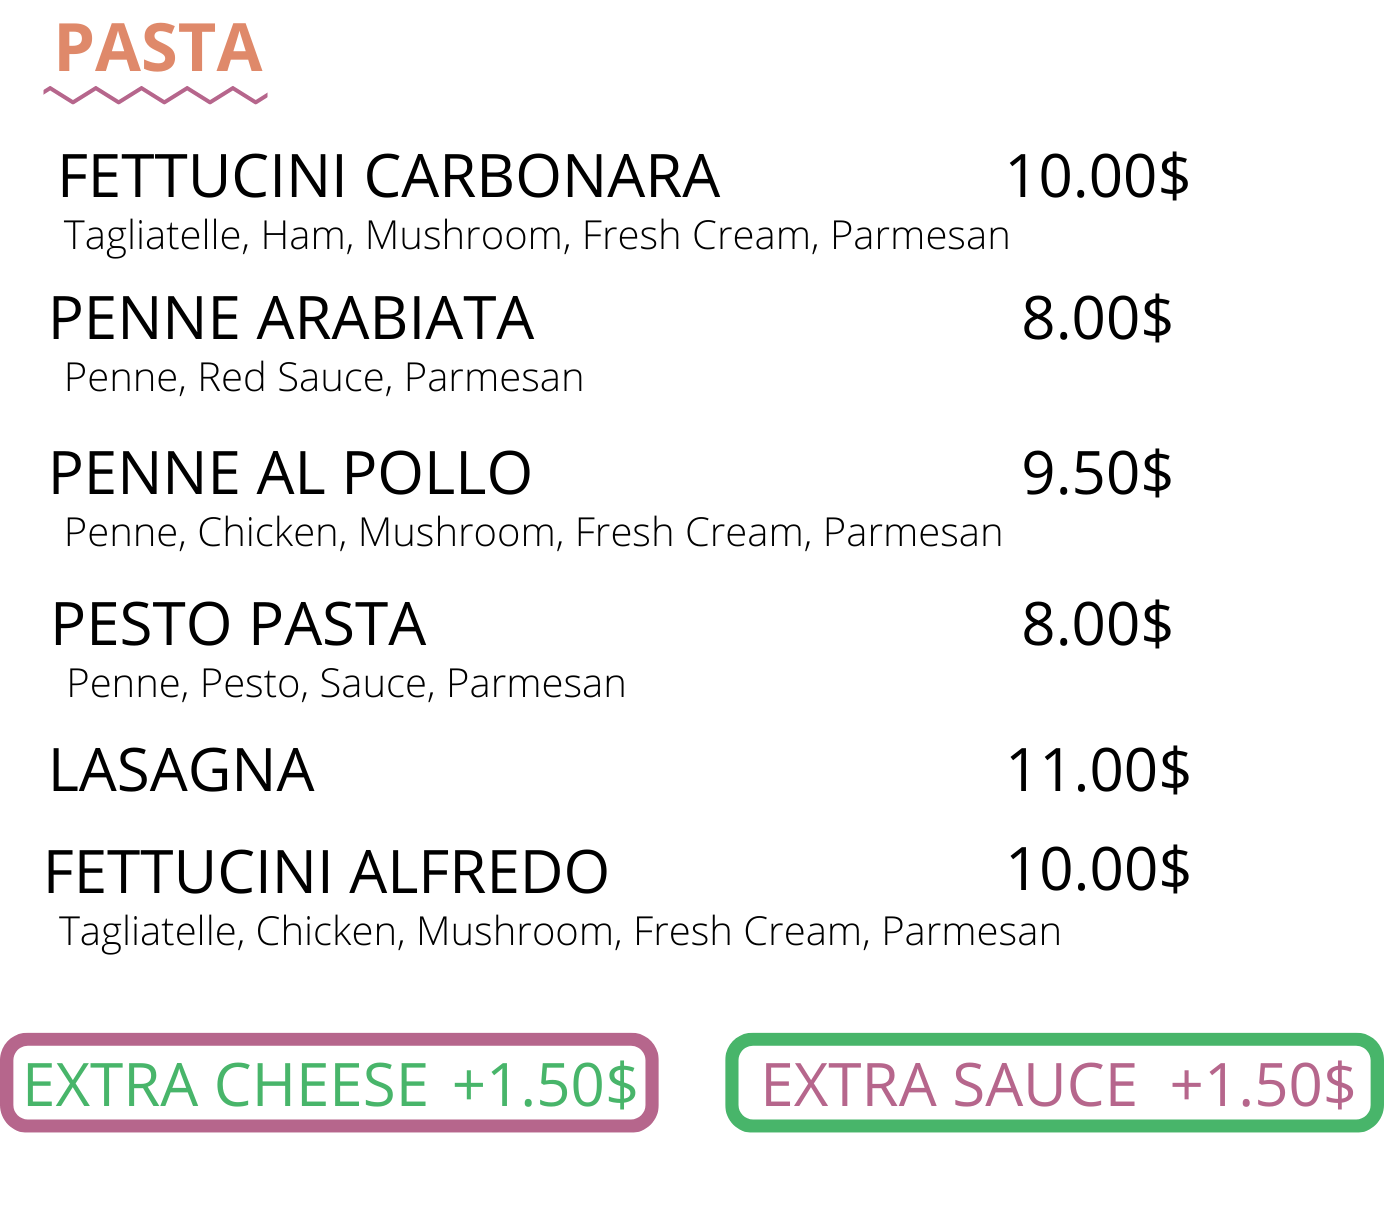 PASTA
FETTUCINI CARBONARA 10.00$
Tagliatelle, Ham, Mushroom, Fresh Cream, Parmesan
PENNE ARABIATA 8.00$
Penne, Red Sauce, Parmesan
PENNE AL POLLO 9.50$
Penne, Chicken, Mushroom, Fresh Cream, Parmesan
PESTO PASTA 8.00$
Penne, Pesto, Sauce, Parmesan
LASAGNA 11.00$
FETTUCINI ALFREDO 10.00$
Tagliatelle, Chicken, Mushroom, Fresh Cream, Parmesan
EXTRA CHEESE +1.50$
EXTRA SAUCE +1.50$